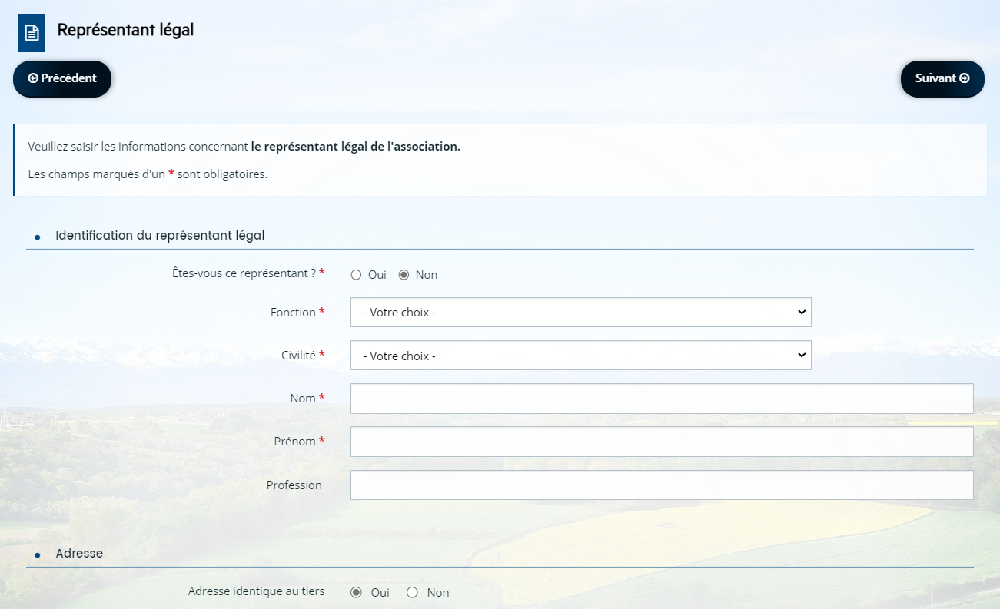 Représentant légal
Précédent
Suivant
Veuillez saisir les informations concernant le représentant légal de l'association.
Les champs marqués d'un * sont obligatoires.
Identification du représentant légal
Êtes-vous ce représentant ? * Oui Non
Fonction * - Votre choix -
Civilité * - Votre choix -
Nom *
Prénom *
Profession
Adresse
Adresse identique au tiers Oui Non